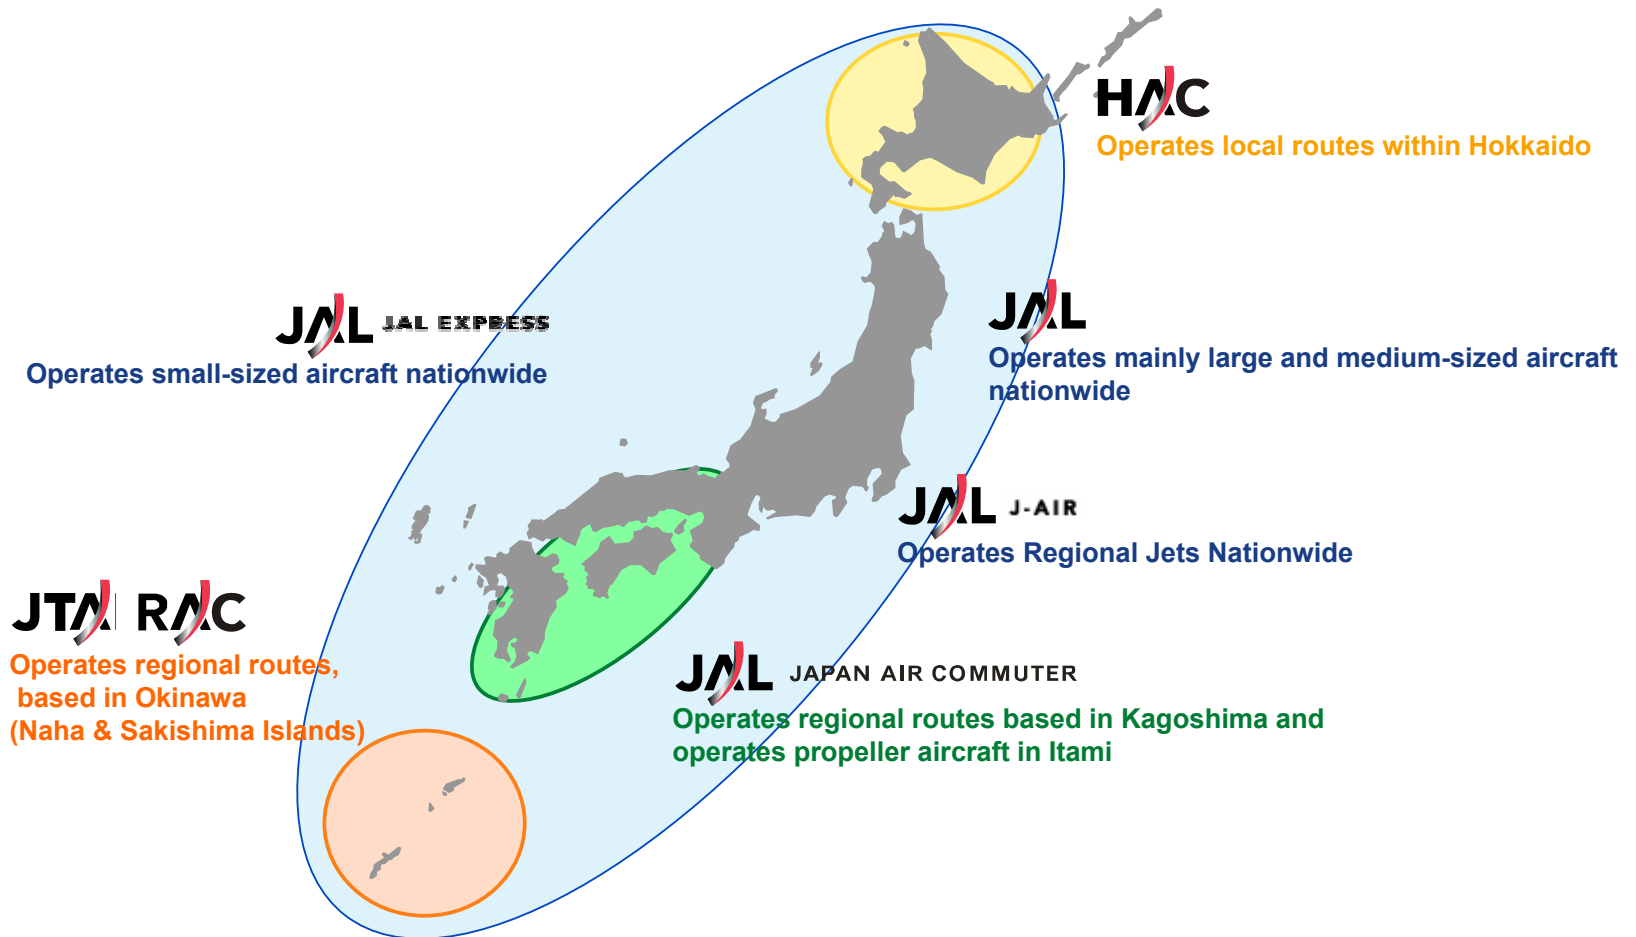 HAC
Operates local routes within Hokkaido
JAL JAL EXPRESS
Operates small-sized aircraft nationwide
JAL
Operates mainly large and medium-sized aircraft
nationwide
JAL J-AIR
Operates Regional Jets Nationwide
JTA RAC
Operates regional routes,
based in Okinawa
(Naha & Sakishima Islands)
JAL JAPAN AIR COMMUTER
Operates regional routes based in Kagoshima and
operates propeller aircraft in Itami